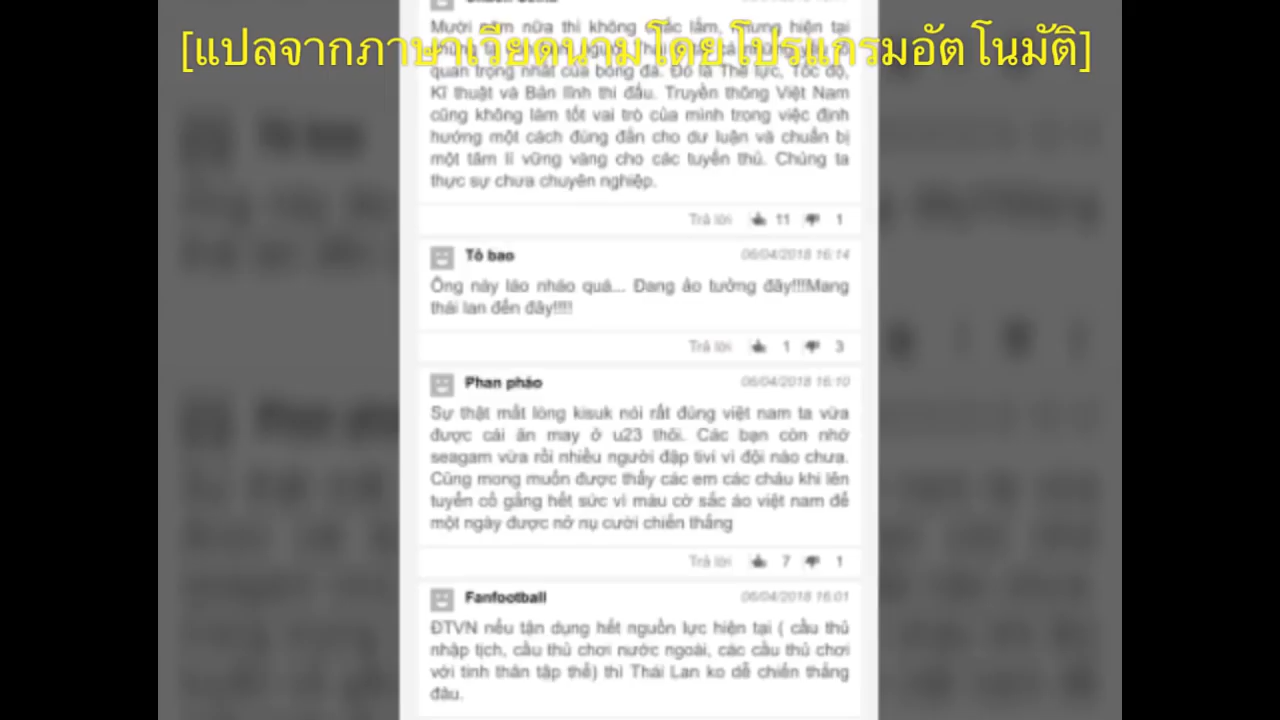 [แปลจากภาษาเวียดนามโดยโปรแกรมอัตโนมัติ]
Mười năm nữa thì không chắc lắm, nhưng hiện tại
quan trọng nhất của bóng đá. Đó là Thể lực, Tốc độ,
Kĩ thuật và Bản lĩnh thi đấu. Truyền thông Việt Nam
cũng không làm tốt vai trò của mình trong việc định
hướng một cách đúng đắn cho dư luận và chuẩn bị
một tâm lí vững vàng cho các tuyển thủ. Chúng ta
thực sự chưa chuyên nghiệp.
Trả lời 11 1
Tô bao 06/04/2018 16:14
Ông này láo nháo quá... Đang ảo tưởng đây!!!Mang
thái lan đến đây!!!!
Trả lời 1 3
Phan pháo 06/04/2018 16:10
Sự thật mất lòng kisuk nói rất đúng việt nam ta vừa
được cái ăn may ở u23 thôi. Các bạn còn nhớ
seagam vừa rồi nhiều người đập tivi vì đội nào chưa.
Cũng mong muốn được thấy các em các cháu khi lên
tuyển cố gắng hết sức vì màu cờ sắc áo việt nam để
một ngày được nở nụ cười chiến thắng
Trả lời 7 1
Fanfootball 06/04/2018 16:01
ĐTVN nếu tận dụng hết nguồn lực hiện tại ( cầu thủ
nhập tịch, cầu thủ chơi nước ngoài, các cầu thủ chơi
với tinh thần tập thể) thì Thái Lan ko dễ chiến thắng
đâu.